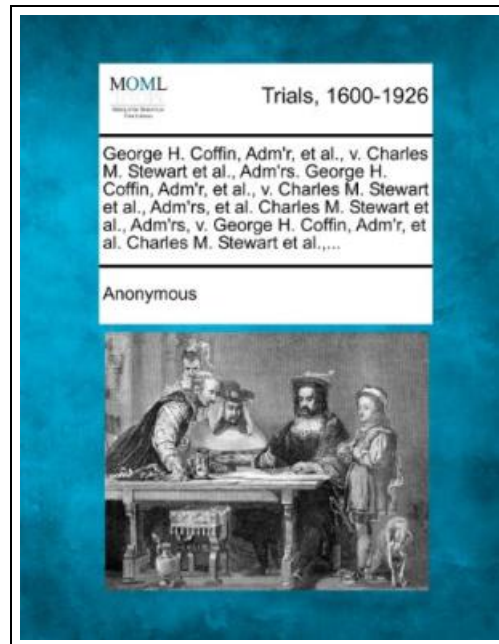 MOML
Trials, 1600-1926
George H. Coffin, Adm'r, et al., v. Charles
M. Stewart et al., Adm'rs. George H.
Coffin, Adm'r, et al., v. Charles M. Stewart
et al., Adm'rs, et al. Charles M. Stewart et
al., Adm'rs, v. George H. Coffin, Adm'r, et
al. Charles M. Stewart et al.,...
Anonymous